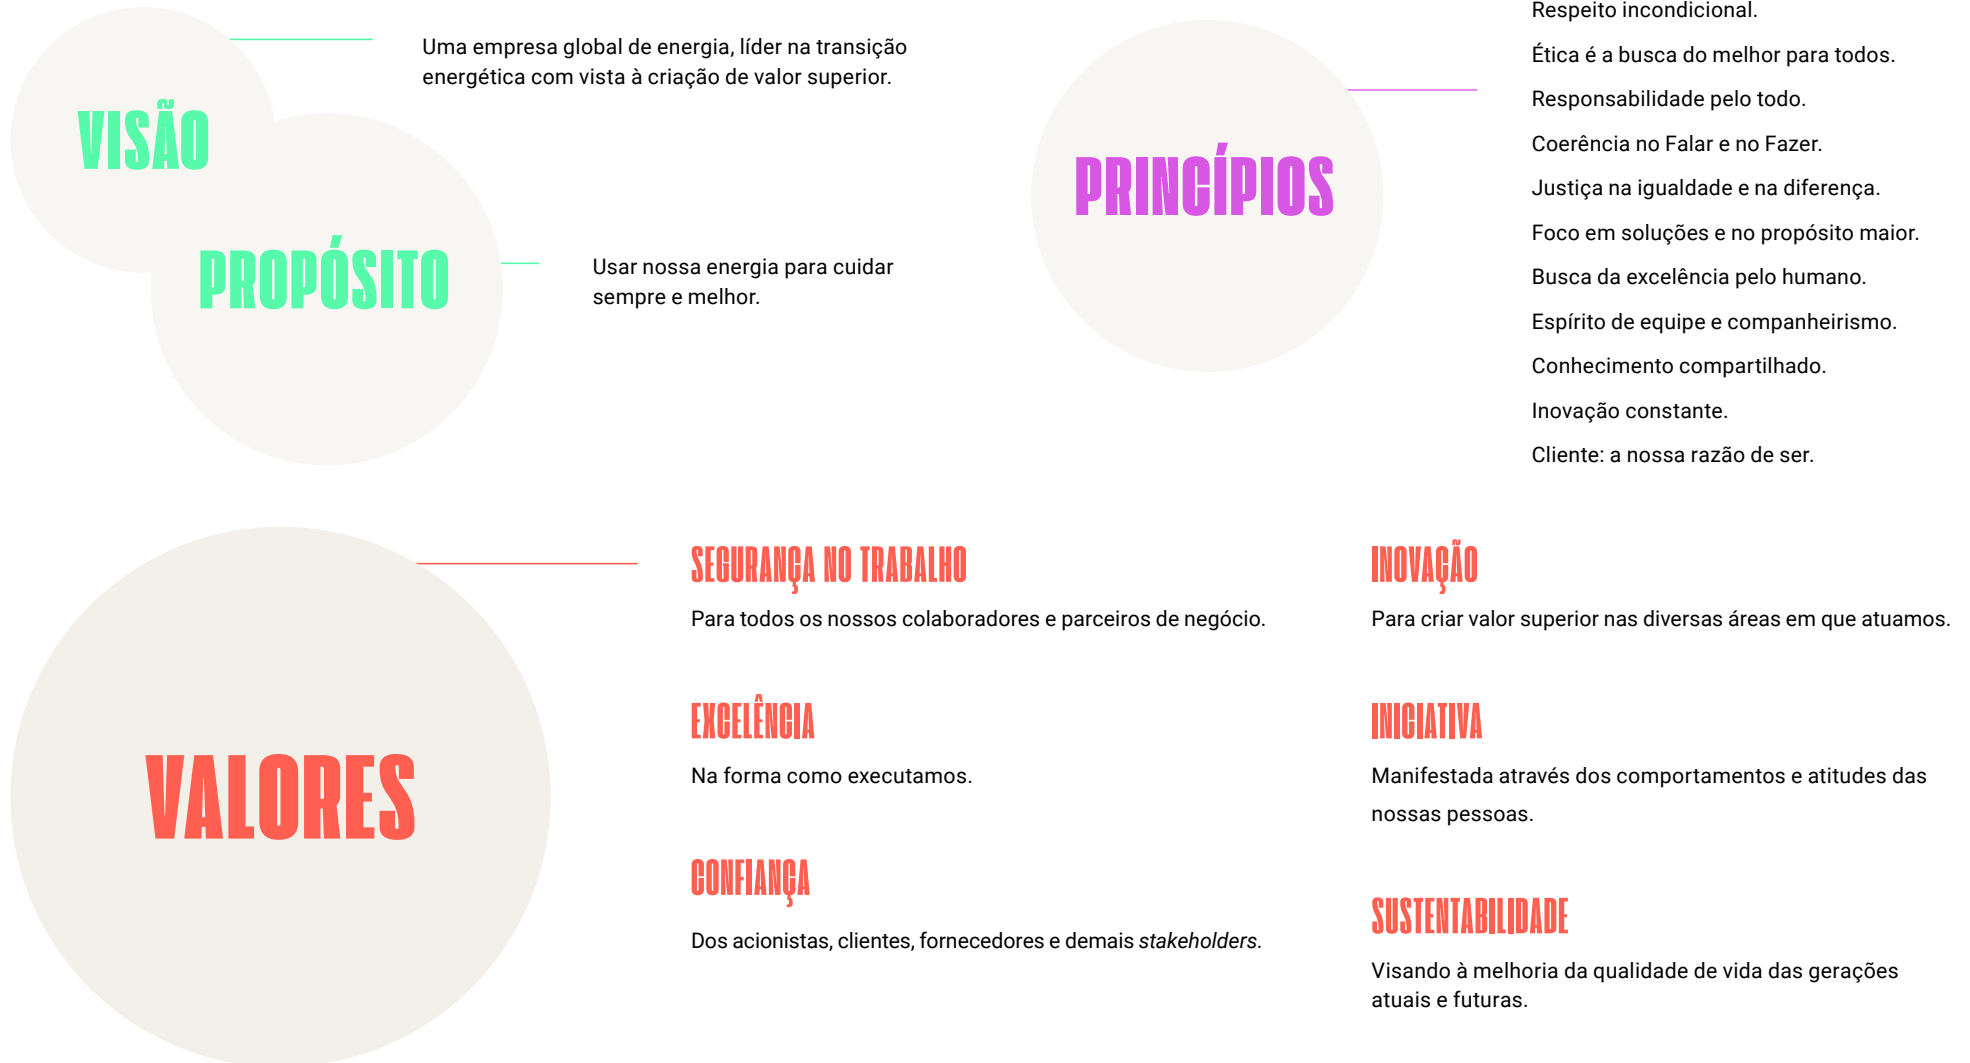 VISÃO
Uma empresa global de energia, líder na transição
energética com vista à criação de valor superior.
PROPÓSITO
Usar nossa energia para cuidar
sempre e melhor.
PRINCÍPIOS
Respeito incondicional.
Ética é a busca do melhor para todos.
Responsabilidade pelo todo.
Coerência no Falar e no Fazer.
Justiça na igualdade e na diferença.
Foco em soluções e no propósito maior.
Busca da excelência pelo humano.
Espírito de equipe e companheirismo.
Conhecimento compartilhado.
Inovação constante.
Cliente: a nossa razão de ser.
VALORES
SEGURANÇA NO TRABALHO
Para todos os nossos colaboradores e parceiros de negócio.
EXCELÊNCIA
Na forma como executamos.
CONFIANÇA
Dos acionistas, clientes, fornecedores e demais stakeholders.
INOVAÇÃO
Para criar valor superior nas diversas áreas em que atuamos.
INICIATIVA
Manifestada através dos comportamentos e atitudes das
nossas pessoas.
SUSTENTABILIDADE
Visando à melhoria da qualidade de vida das gerações
atuais e futuras.